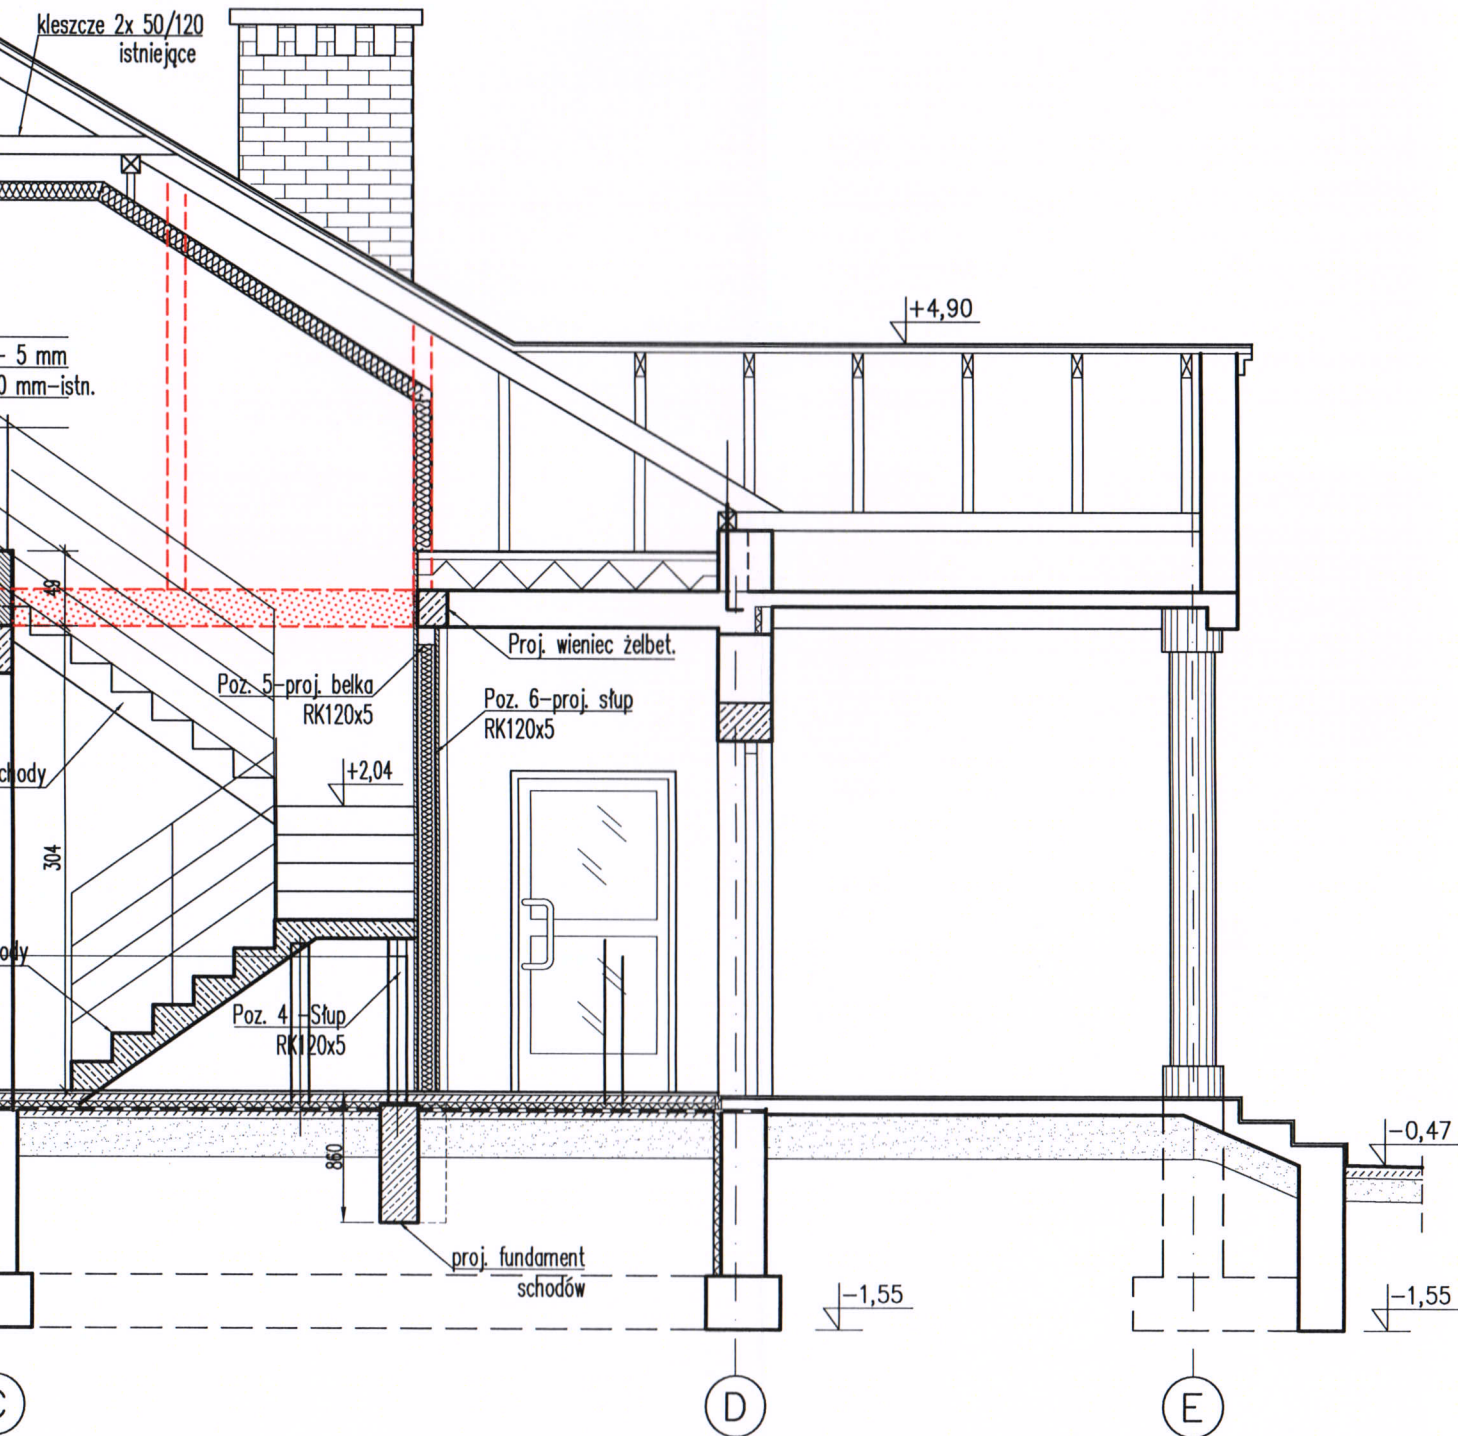 kleszcze 2x 50/120
istniejące
+4,90
- 5 mm
0 mm-istn.
49
Proj. wieniec żelbet.
Poz. 5-proj. belka
RK120x5
Poz. 6-proj. słup
RK120x5
+2,04
chody
304
ody
Poz. 4 -Słup
RK120x5
860
-0,47
proj. fundament
schodów
-1,55
-1,55
C
D
E